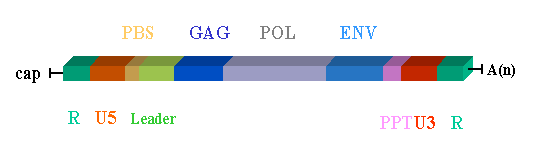 PBS GAG POL ENV
cap A(n)
R U5 Leader PPT U3 R